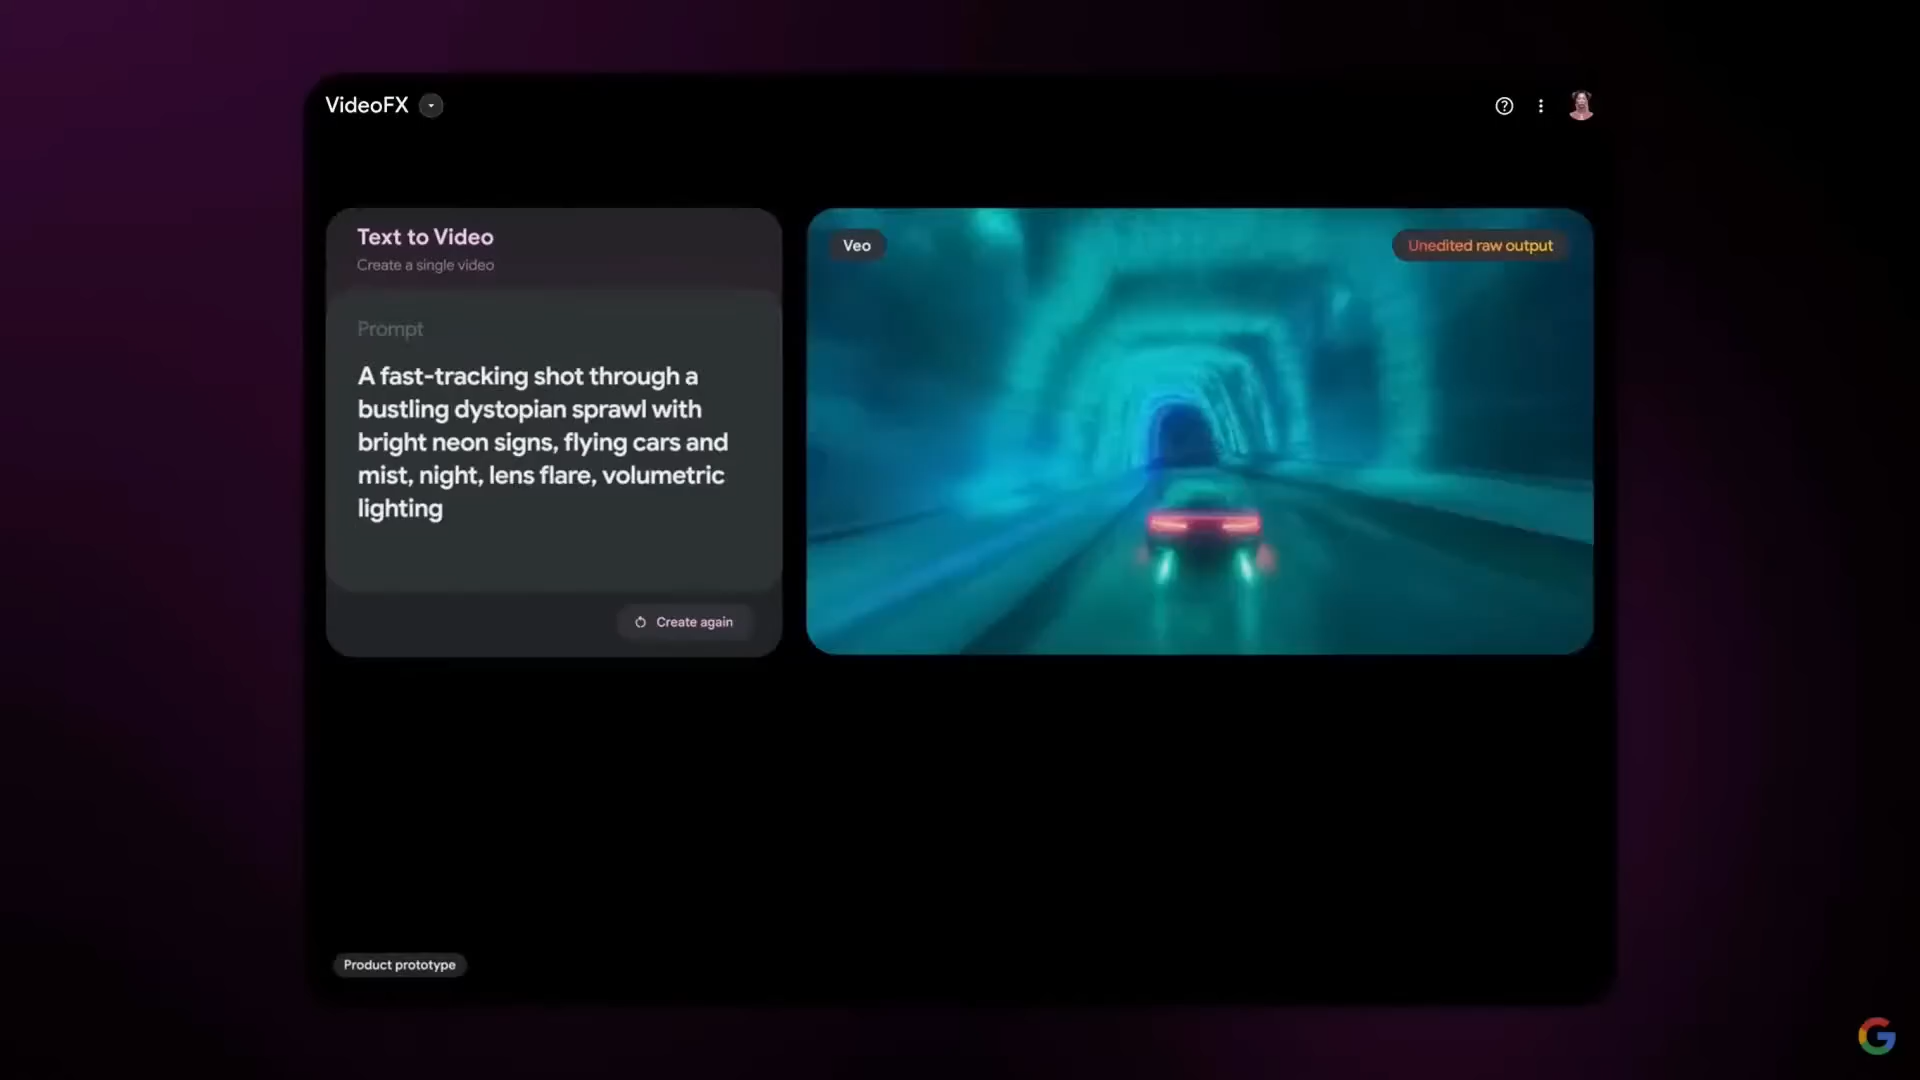 VideoFX
Text to Video
Create a single video
Prompt
A fast-tracking shot through a
bustling dystopian sprawl with
bright neon signs, flying cars and
mist, night, lens flare, volumetric
lighting
Create again
Veo
Unedited raw output
Product prototype